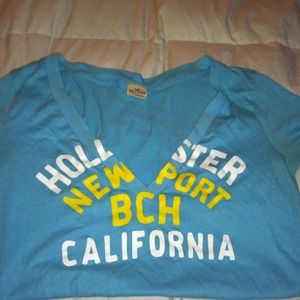 HOLL STER
NEW PORT
BCH
CALIFORNIA